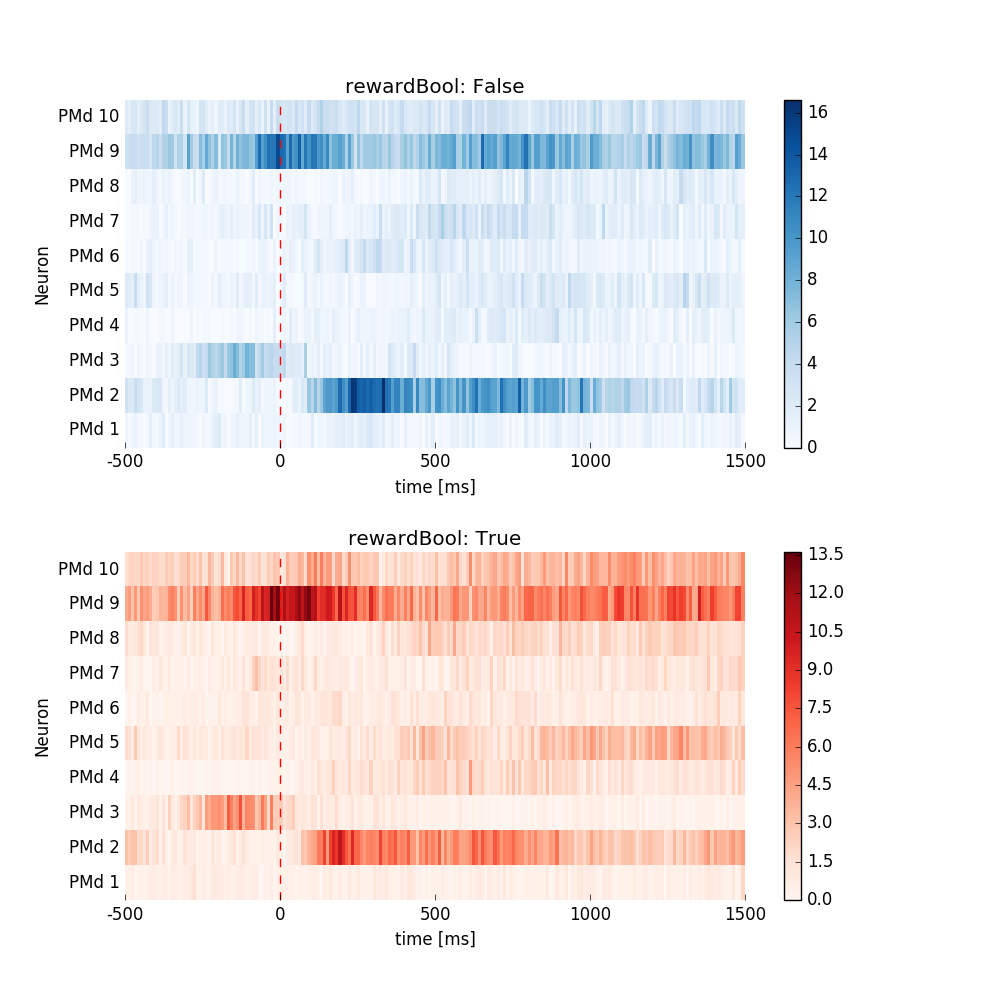 rewardBool: False
PMd 10
PMd 9
PMd 8
PMd 7
PMd 6
PMd 5
PMd 4
PMd 3
PMd 2
PMd 1
Neuron
-500 0 500 1000 1500
time [ms]
16
14
12
10
8
6
4
2
0
rewardBool: True
PMd 10
PMd 9
PMd 8
PMd 7
PMd 6
PMd 5
PMd 4
PMd 3
PMd 2
PMd 1
Neuron
-500 0 500 1000 1500
time [ms]
13.5
12.0
10.5
9.0
7.5
6.0
4.5
3.0
1.5
0.0